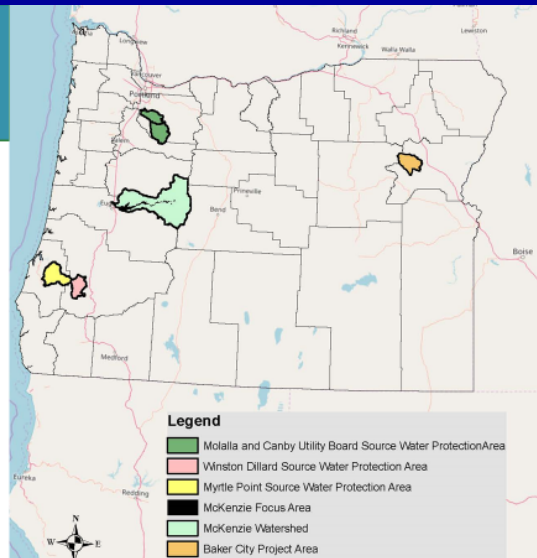 Longview
Richland
Kennewick
Walla Walla
Lewiston
Vancouver
Portland
Salem
Prineville
Bend
Boise
Medford
Eureka
Redding
Legend
Molalla and Canby Utility Board Source Water ProtectionArea
Winston Dillard Source Water Protection Area
Myrtle Point Source Water Protection Area
McKenzie Focus Area
McKenzie Watershed
Baker City Project Area
N
W
E